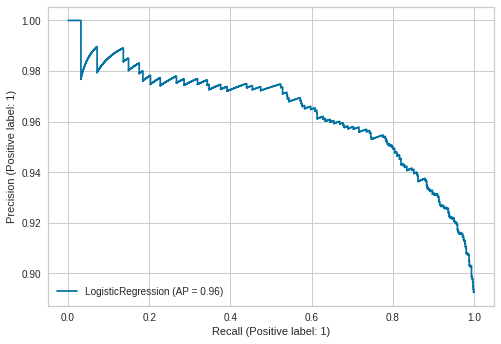 1.00
0.98
0.96
0.94
0.92
0.90
Precision (Positive label: 1)
LogisticRegression (AP = 0.96)
0.0 0.2 0.4 0.6 0.8 1.0
Recall (Positive label: 1)